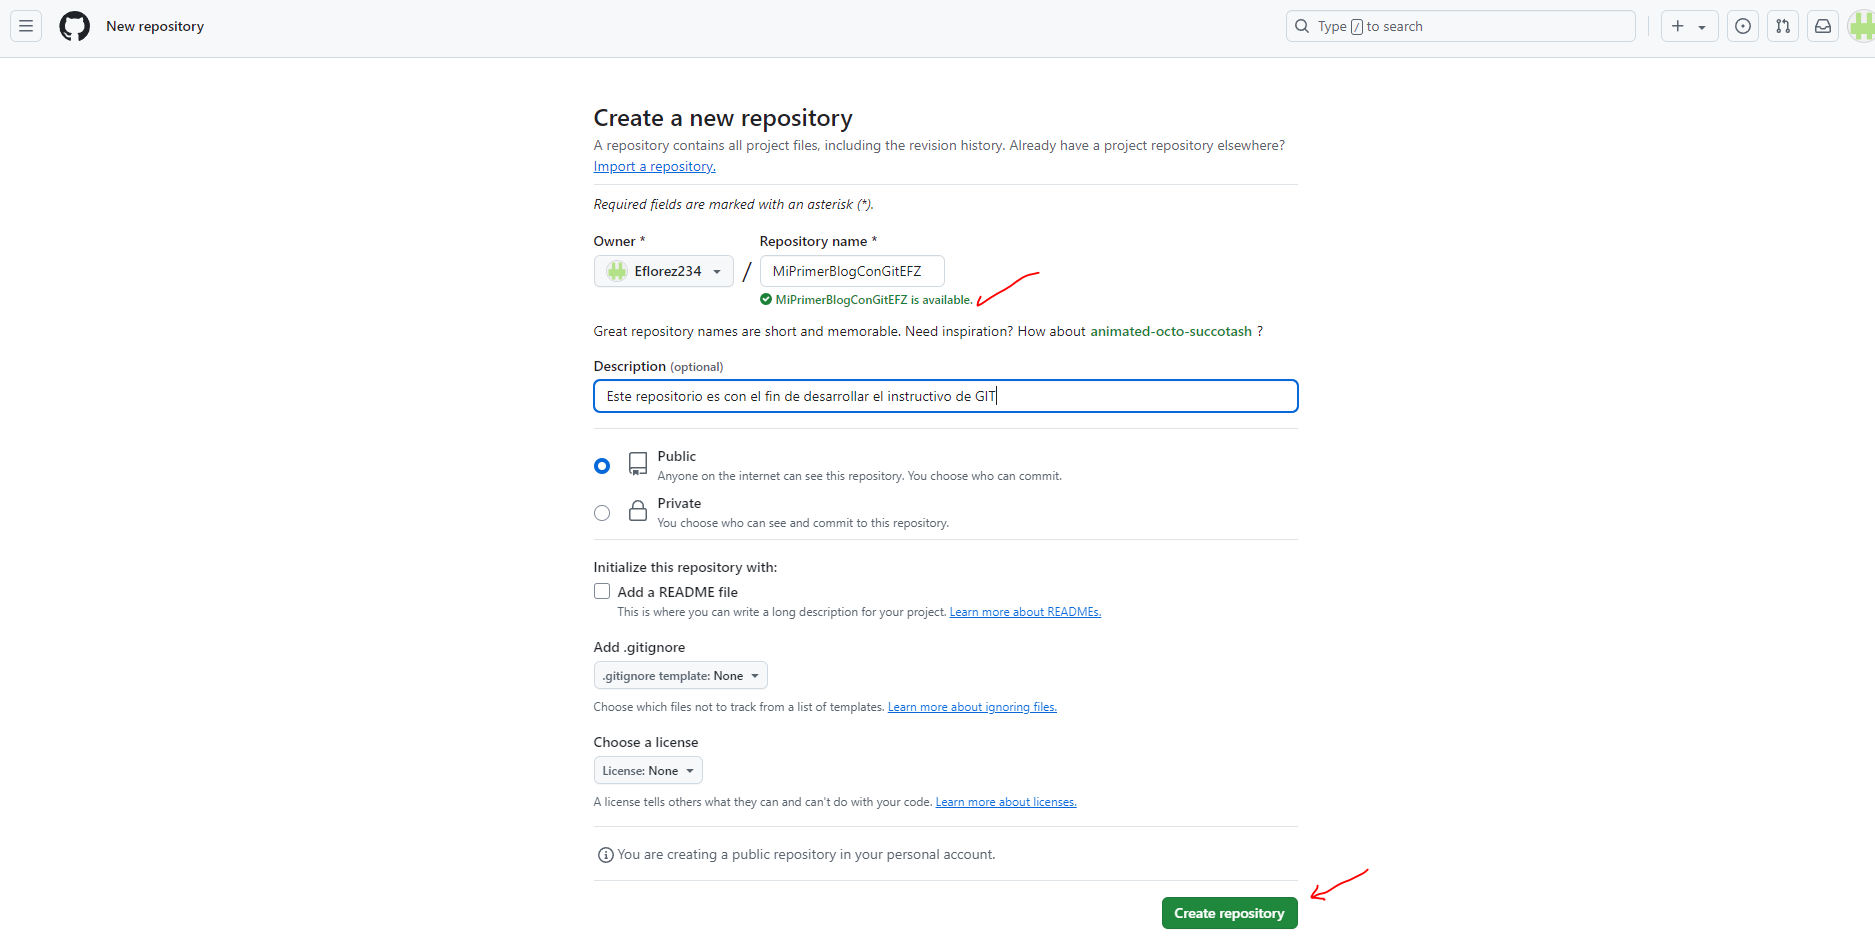 New repository
Type / to search
Create a new repository
A repository contains all project files, including the revision history. Already have a project repository elsewhere?
Import a repository.
Required fields are marked with an asterisk (*).
Owner *
Repository name *
Eflorez234
/
MiPrimerBlogConGitEFZ
MiPrimerBlogConGitEFZ is available.
Great repository names are short and memorable. Need inspiration? How about animated-octo-succotash ?
Description (optional)
Este repositorio es con el fin de desarrollar el instructivo de GIT
Public
Anyone on the internet can see this repository. You choose who can commit.
Private
You choose who can see and commit to this repository.
Initialize this repository with:
Add a README file
This is where you can write a long description for your project. Learn more about READMEs.
Add .gitignore
.gitignore template: None
Choose which files not to track from a list of templates. Learn more about ignoring files.
Choose a license
License: None
A license tells others what they can and can't do with your code. Learn more about licenses.
You are creating a public repository in your personal account.
Create repository